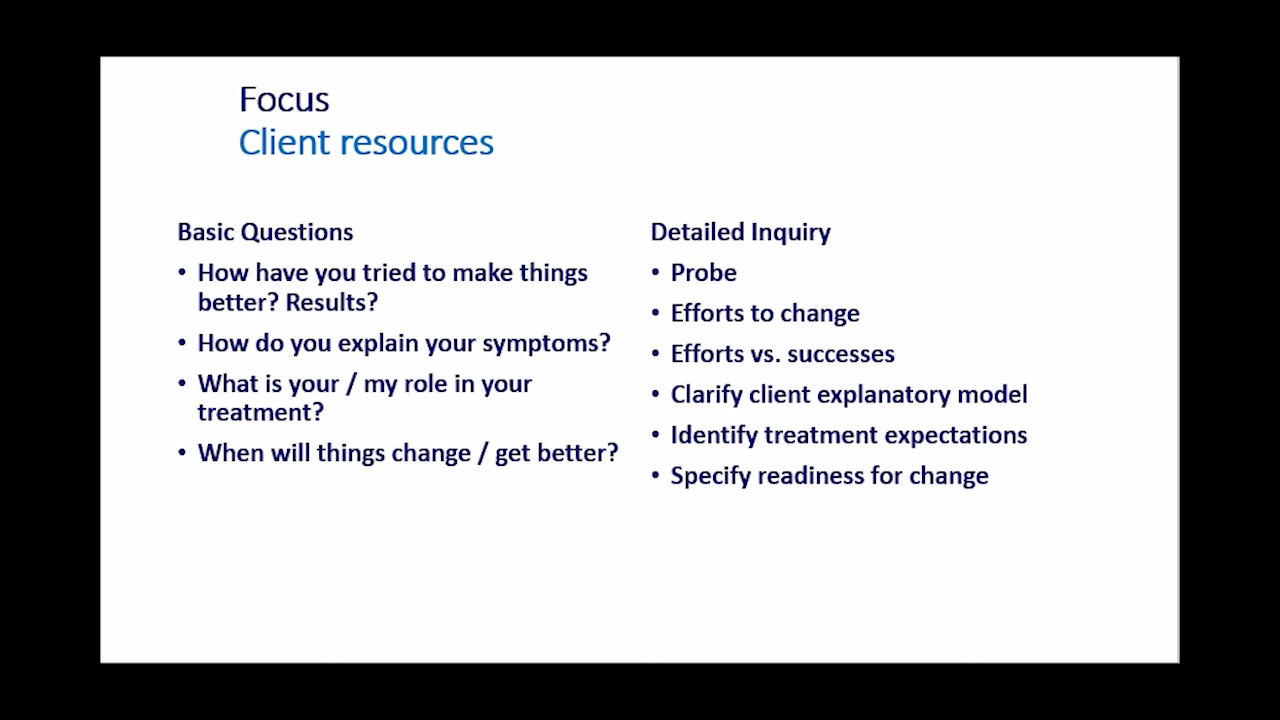 Focus
Client resources
Basic Questions
• How have you tried to make things
better? Results?
• How do you explain your symptoms?
• What is your / my role in your
treatment?
• When will things change / get better?
Detailed Inquiry
• Probe
• Efforts to change
• Efforts vs. successes
• Clarify client explanatory model
• Identify treatment expectations
• Specify readiness for change